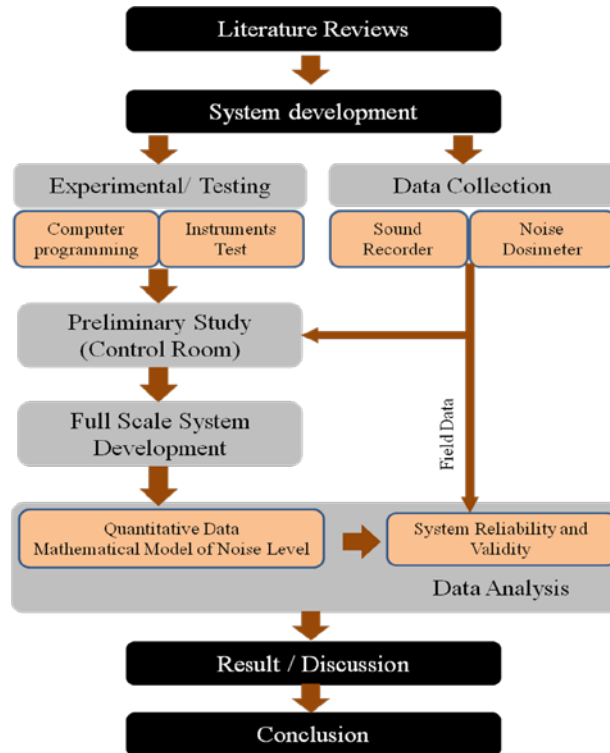 Literature Reviews
System development
Experimental/ Testing
Computer
programming
Instruments
Test
Data Collection
Sound
Recorder
Noise
Dosimeter
Preliminary Study
(Control Room)
Full Scale System
Development
Field Data
Quantitative Data
Mathematical Model of Noise Level
System Reliability and
Validity
Data Analysis
Result / Discussion
Conclusion